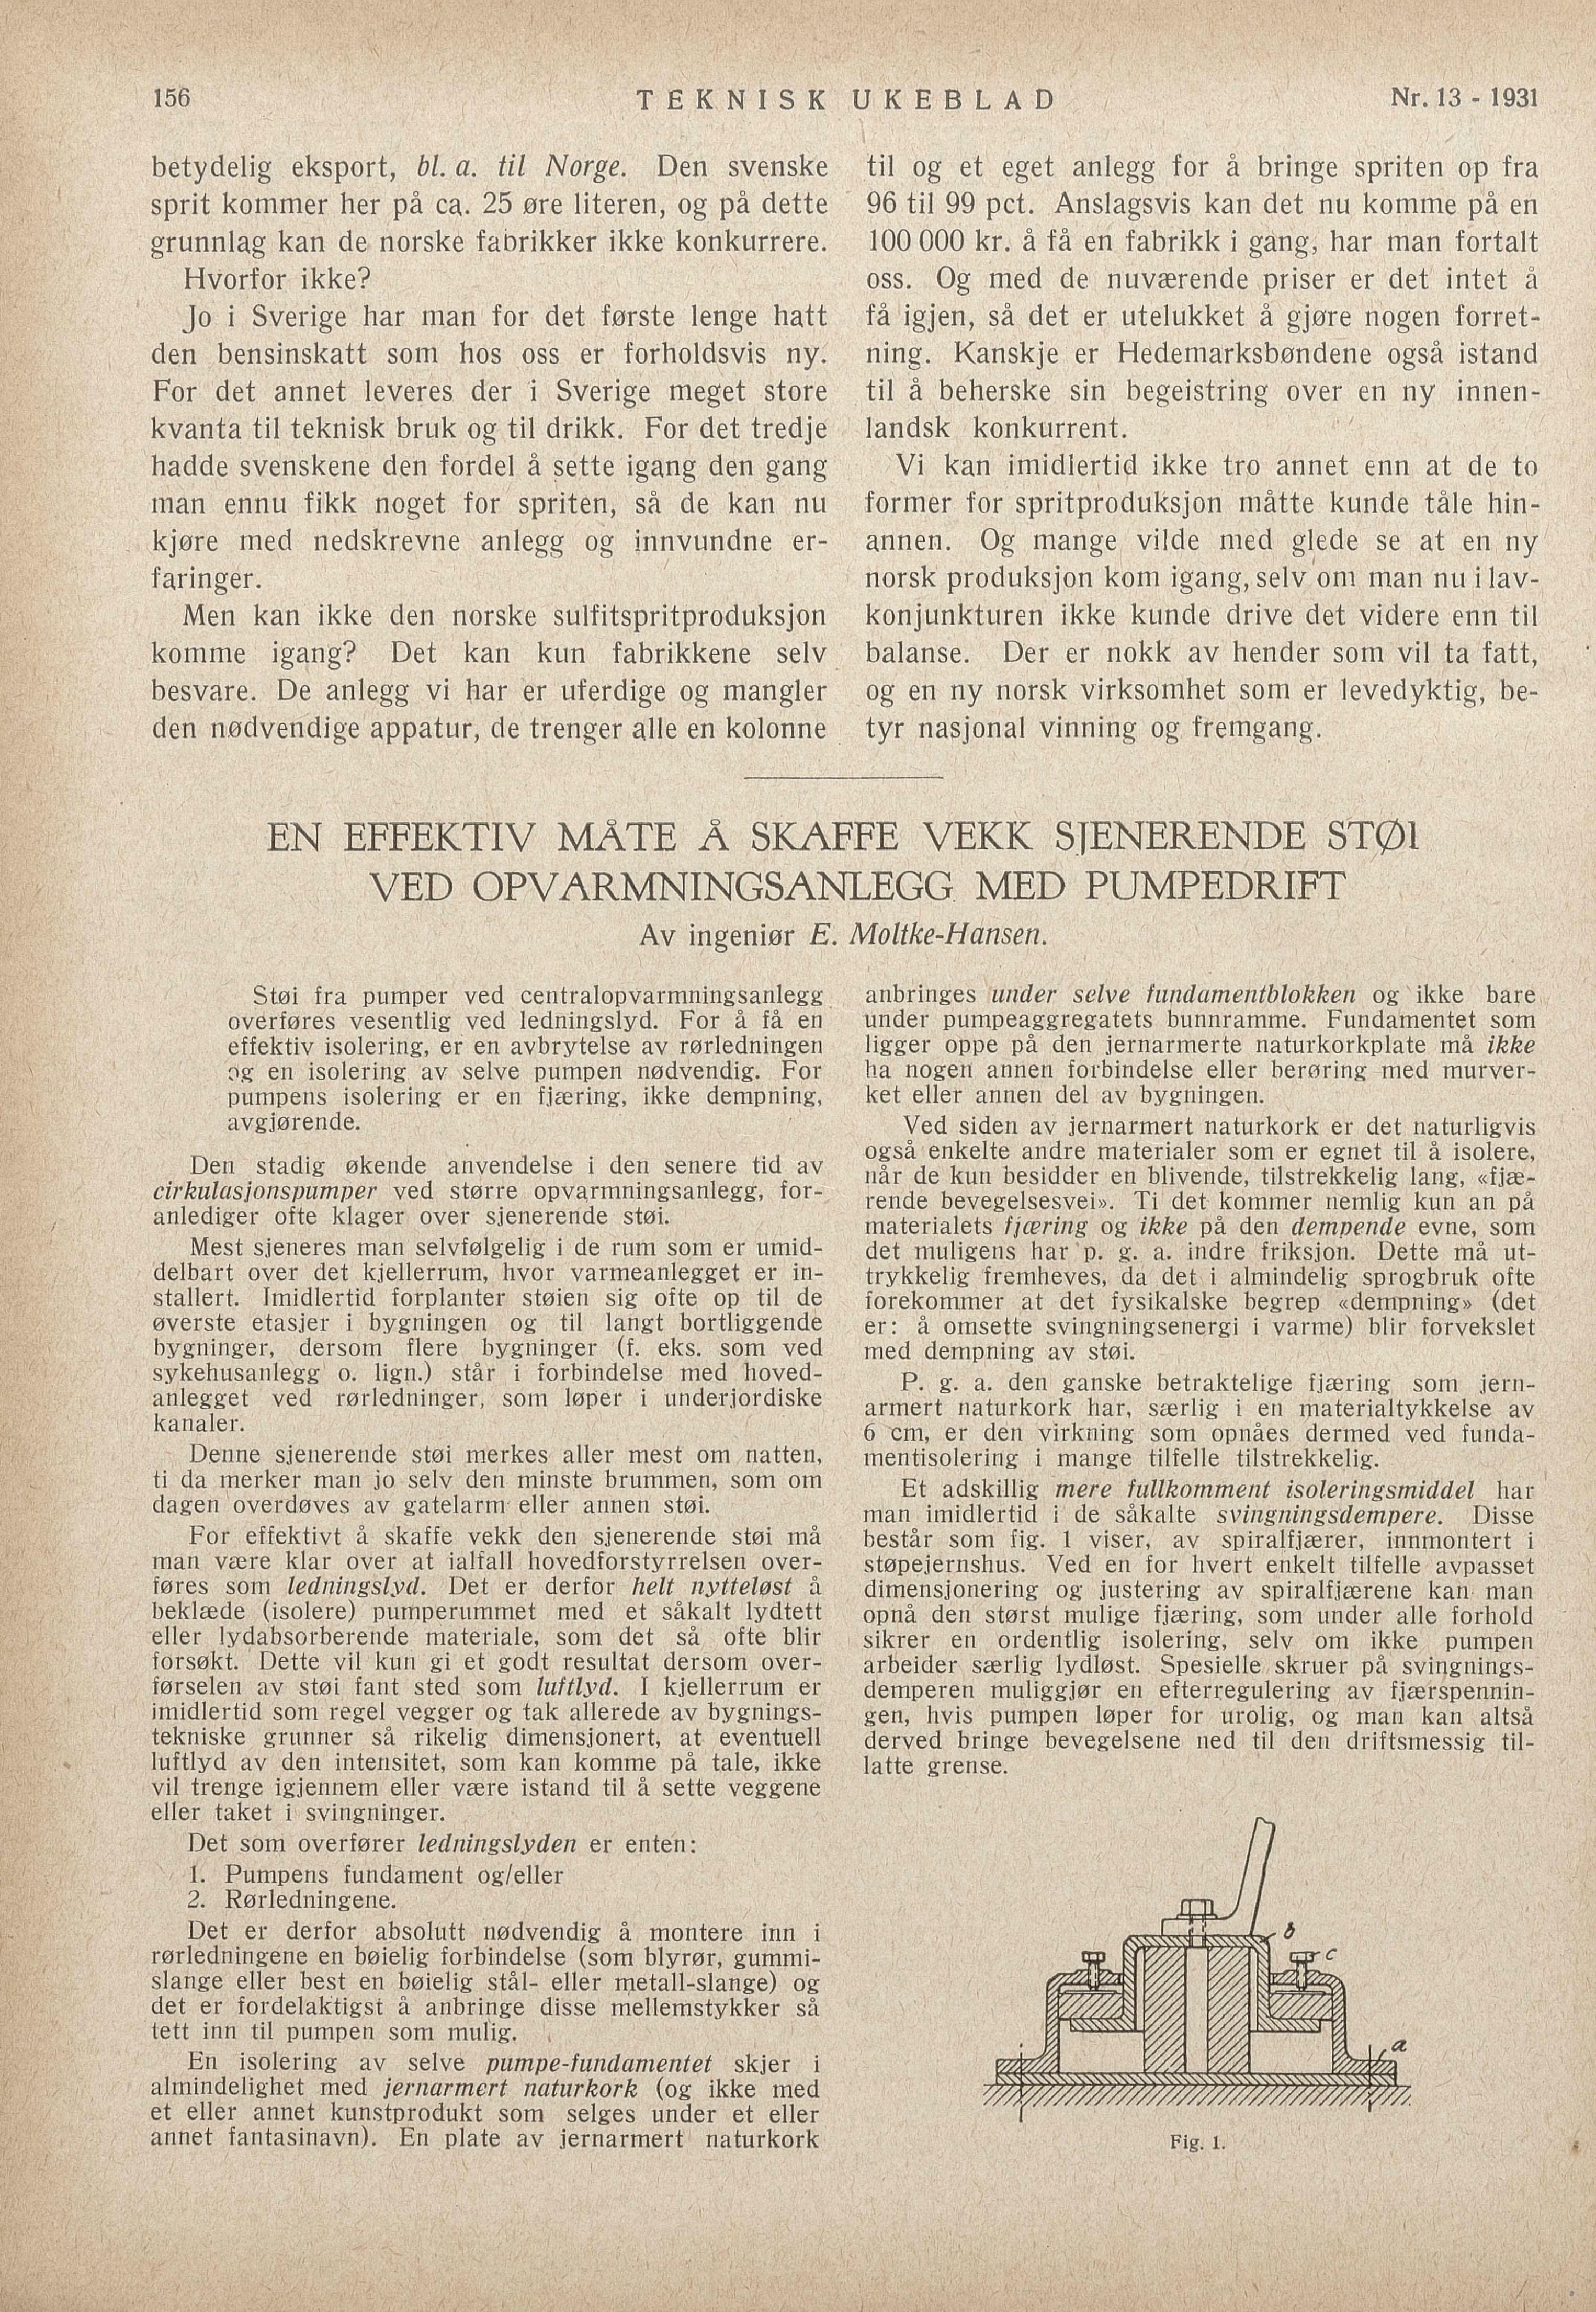 156
TEKNISK UKEBLAD
Nr. 13 - 1931
betydelig eksport, bl. a. til Norge. Den svenske
sprit kommer her på ca. 25 øre literen, og på dette
grunnlag kan de norske fabrikker ikke konkurrere.
Hvorfor ikke?
Jo i Sverige har man for det første lenge hatt
den bensinskatt som hos oss er forholdsvis ny.
For det annet leveres der i Sverige meget store
kvanta til teknisk bruk og til drikk. For det tredje
hadde svenskene den fordel å sette igang den gang
man ennu fikk noget for spriten, så de kan nu
kjøre med nedskrevne anlegg og innvundne er-
faringer.
Men kan ikke den norske sulfitspritproduksjon
komme igang? Det kan kun fabrikkene selv
besvare. De anlegg vi har er uferdige og mangler
den nødvendige appatur, de trenger alle en kolonne
til og et eget anlegg for å bringe spriten op fra
96 til 99 pct. Anslagsvis kan det nu komme på en
100 000 kr. å få en fabrikk i gang, har man fortalt
oss. Og med de nuværende priser er det intet å
få igjen, så det er utelukket å gjøre nogen forret-
ning. Kanskje er Hedemarksbøndene også istand
til å beherske sin begeistring over en ny innen-
landsk konkurrent.
Vi kan imidlertid ikke tro annet enn at de to
former for spritproduksjon måtte kunde tåle hin-
annen. Og mange vilde med glede se at en ny
norsk produksjon kom igang, selv om man nu i lav-
konjunkturen ikke kunde drive det videre enn til
balanse. Der er nokk av hender som vil ta fatt,
og en ny norsk virksomhet som er levedyktig, be-
tyr nasjonal vinning og fremgang.
EN EFFEKTIV MÅTE Å SKAFFE VEKK SJENERENDE STØI
VED OPVARMNINGSANLEGG MED PUMPEDRIFT
Av ingeniør E. Moltke-Hansen.
Støi fra pumper ved centralopvarmningsanlegg
overføres vesentlig ved ledningslyd. For å få en
effektiv isolering, er en avbrytelse av rørledningen
og en isolering av selve pumpen nødvendig. For
pumpens isolering er en fjæring, ikke dempning,
avgjørende.
Den stadig økende anvendelse i den senere tid av
cirkulasjonspumper ved større opvarmningsanlegg, for-
anlediger ofte klager over sjenerende støi.
Mest sjeneres man selvfølgelig i de rum som er umid-
delbart over det kjellerrum, hvor varmeanlegget er in-
stallert. Imidlertid forplanter støien sig ofte op til de
øverste etasjer i bygningen og til langt bortliggende
bygninger, dersom flere bygninger (f. eks. som ved
sykehusanlegg o. lign.) står i forbindelse med hoved-
anlegget ved rørledninger, som løper i underjordiske
kanaler.
Denne sjenerende støi merkes aller mest om natten,
ti da merker man jo selv den minste brummen, som om
dagen overdøves av gatelarm eller annen støi.
For effektivt å skaffe vekk den sjenerende støi må
man være klar over at ialfall hovedforstyrrelsen over-
føres som ledningslyd. Det er derfor helt nytteløst å
beklæde (isolere) pumperummet med et såkalt lydtett
eller lydabsorberende materiale, som det så ofte blir
forsøkt. Dette vil kun gi et godt resultat dersom over-
førselen av støi fant sted som luftlyd. I kjellerrum er
imidlertid som regel vegger og tak allerede av bygnings-
tekniske grunner så rikelig dimensjonert, at eventuell
luftlyd av den intensitet, som kan komme på tale, ikke
vil trenge igjennem eller være istand til å sette veggene
eller taket i svingninger.
Det som overfører ledningslyden er enten:
1. Pumpens fundament og/eller
2. Rørledningene.
Det er derfor absolutt nødvendig å montere inn i
rørledningene en bøielig forbindelse (som blyrør, gummi-
slange eller best en bøielig stål- eller metall-slange) og
det er fordelaktigst å anbringe disse mellemstykker så
tett inn til pumpen som mulig.
En isolering av selve pumpe-fundamentet skjer i
almindelighet med jernarmert naturkork (og ikke med
et eller annet kunstprodukt som selges under et eller
annet fantasinavn). En plate av jernarmert naturkork
anbringes under selve fundamentblokken og ikke bare
under pumpeaggregatets bunnramme. Fundamentet som
ligger oppe på den jernarmerte naturkorkplate må ikke
ha nogen annen forbindelse eller berøring med murver-
ket eller annen del av bygningen.
Ved siden av jernarmert naturkork er det naturligvis
også enkelte andre materialer som er egnet til å isolere,
når de kun besidder en blivende, tilstrekkelig lang, «fjæ-
rende bevegelsesvei». Ti det kommer nemlig kun an på
materialets fjæring og ikke på den dempende evne, som
det muligens har p. g. a. indre friksjon. Dette må ut-
trykkelig fremheves, da det i almindelig sprogbruk ofte
forekommer at det fysikalske begrep «dempning» (det
er: å omsette svingningsenergi i varme) blir forvekslet
med dempning av støi.
P. g. a. den ganske betraktelige fjæring som jern-
armert naturkork har, særlig i en materialtykkelse av
6 cm, er den virkning som opnåes dermed ved funda-
mentisolering i mange tilfelle tilstrekkelig.
Et adskillig mere fullkomment isoleringsmiddel har
man imidlertid i de såkalte svingningsdempere. Disse
består som fig. 1 viser, av spiralfjærer, innmontert i
støpejernshus. Ved en for hvert enkelt tilfelle avpasset
dimensjonering og justering av spiralfjærene kan man
opnå den størst mulige fjæring, som under alle forhold
sikrer en ordentlig isolering, selv om ikke pumpen
arbeider særlig lydløst. Spesielle skruer på svingnings-
demperen muliggjør en efterregulering av fjærspennin-
gen, hvis pumpen løper for urolig, og man kan altså
derved bringe bevegelsene ned til den driftsmessig til-
latte grense.
b
c
a
Fig. 1.